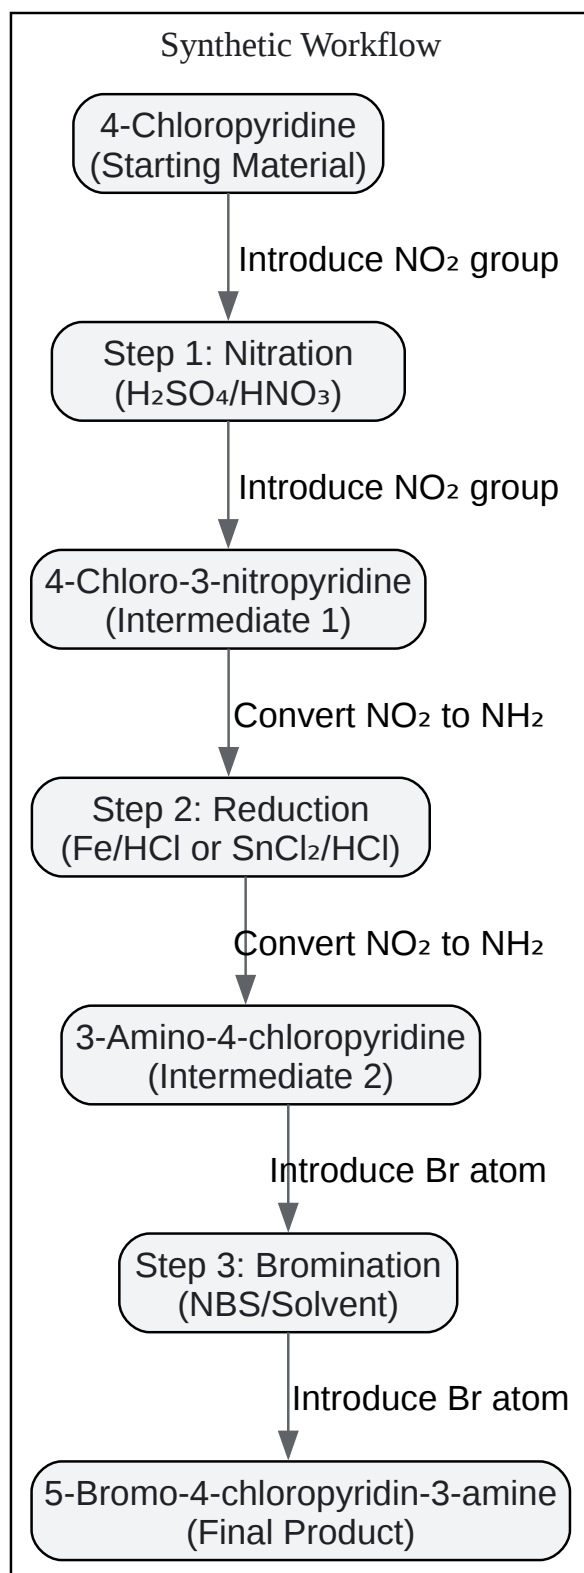 Synthetic Workflow
4-Chloropyridine
(Starting Material)
Introduce NO₂ group
Step 1: Nitration
(H₂SO₄/HNO₃)
Introduce NO₂ group
4-Chloro-3-nitropyridine
(Intermediate 1)
Convert NO₂ to NH₂
Step 2: Reduction
(Fe/HCl or SnCl₂/HCl)
Convert NO₂ to NH₂
3-Amino-4-chloropyridine
(Intermediate 2)
Introduce Br atom
Step 3: Bromination
(NBS/Solvent)
Introduce Br atom
5-Bromo-4-chloropyridin-3-amine
(Final Product)